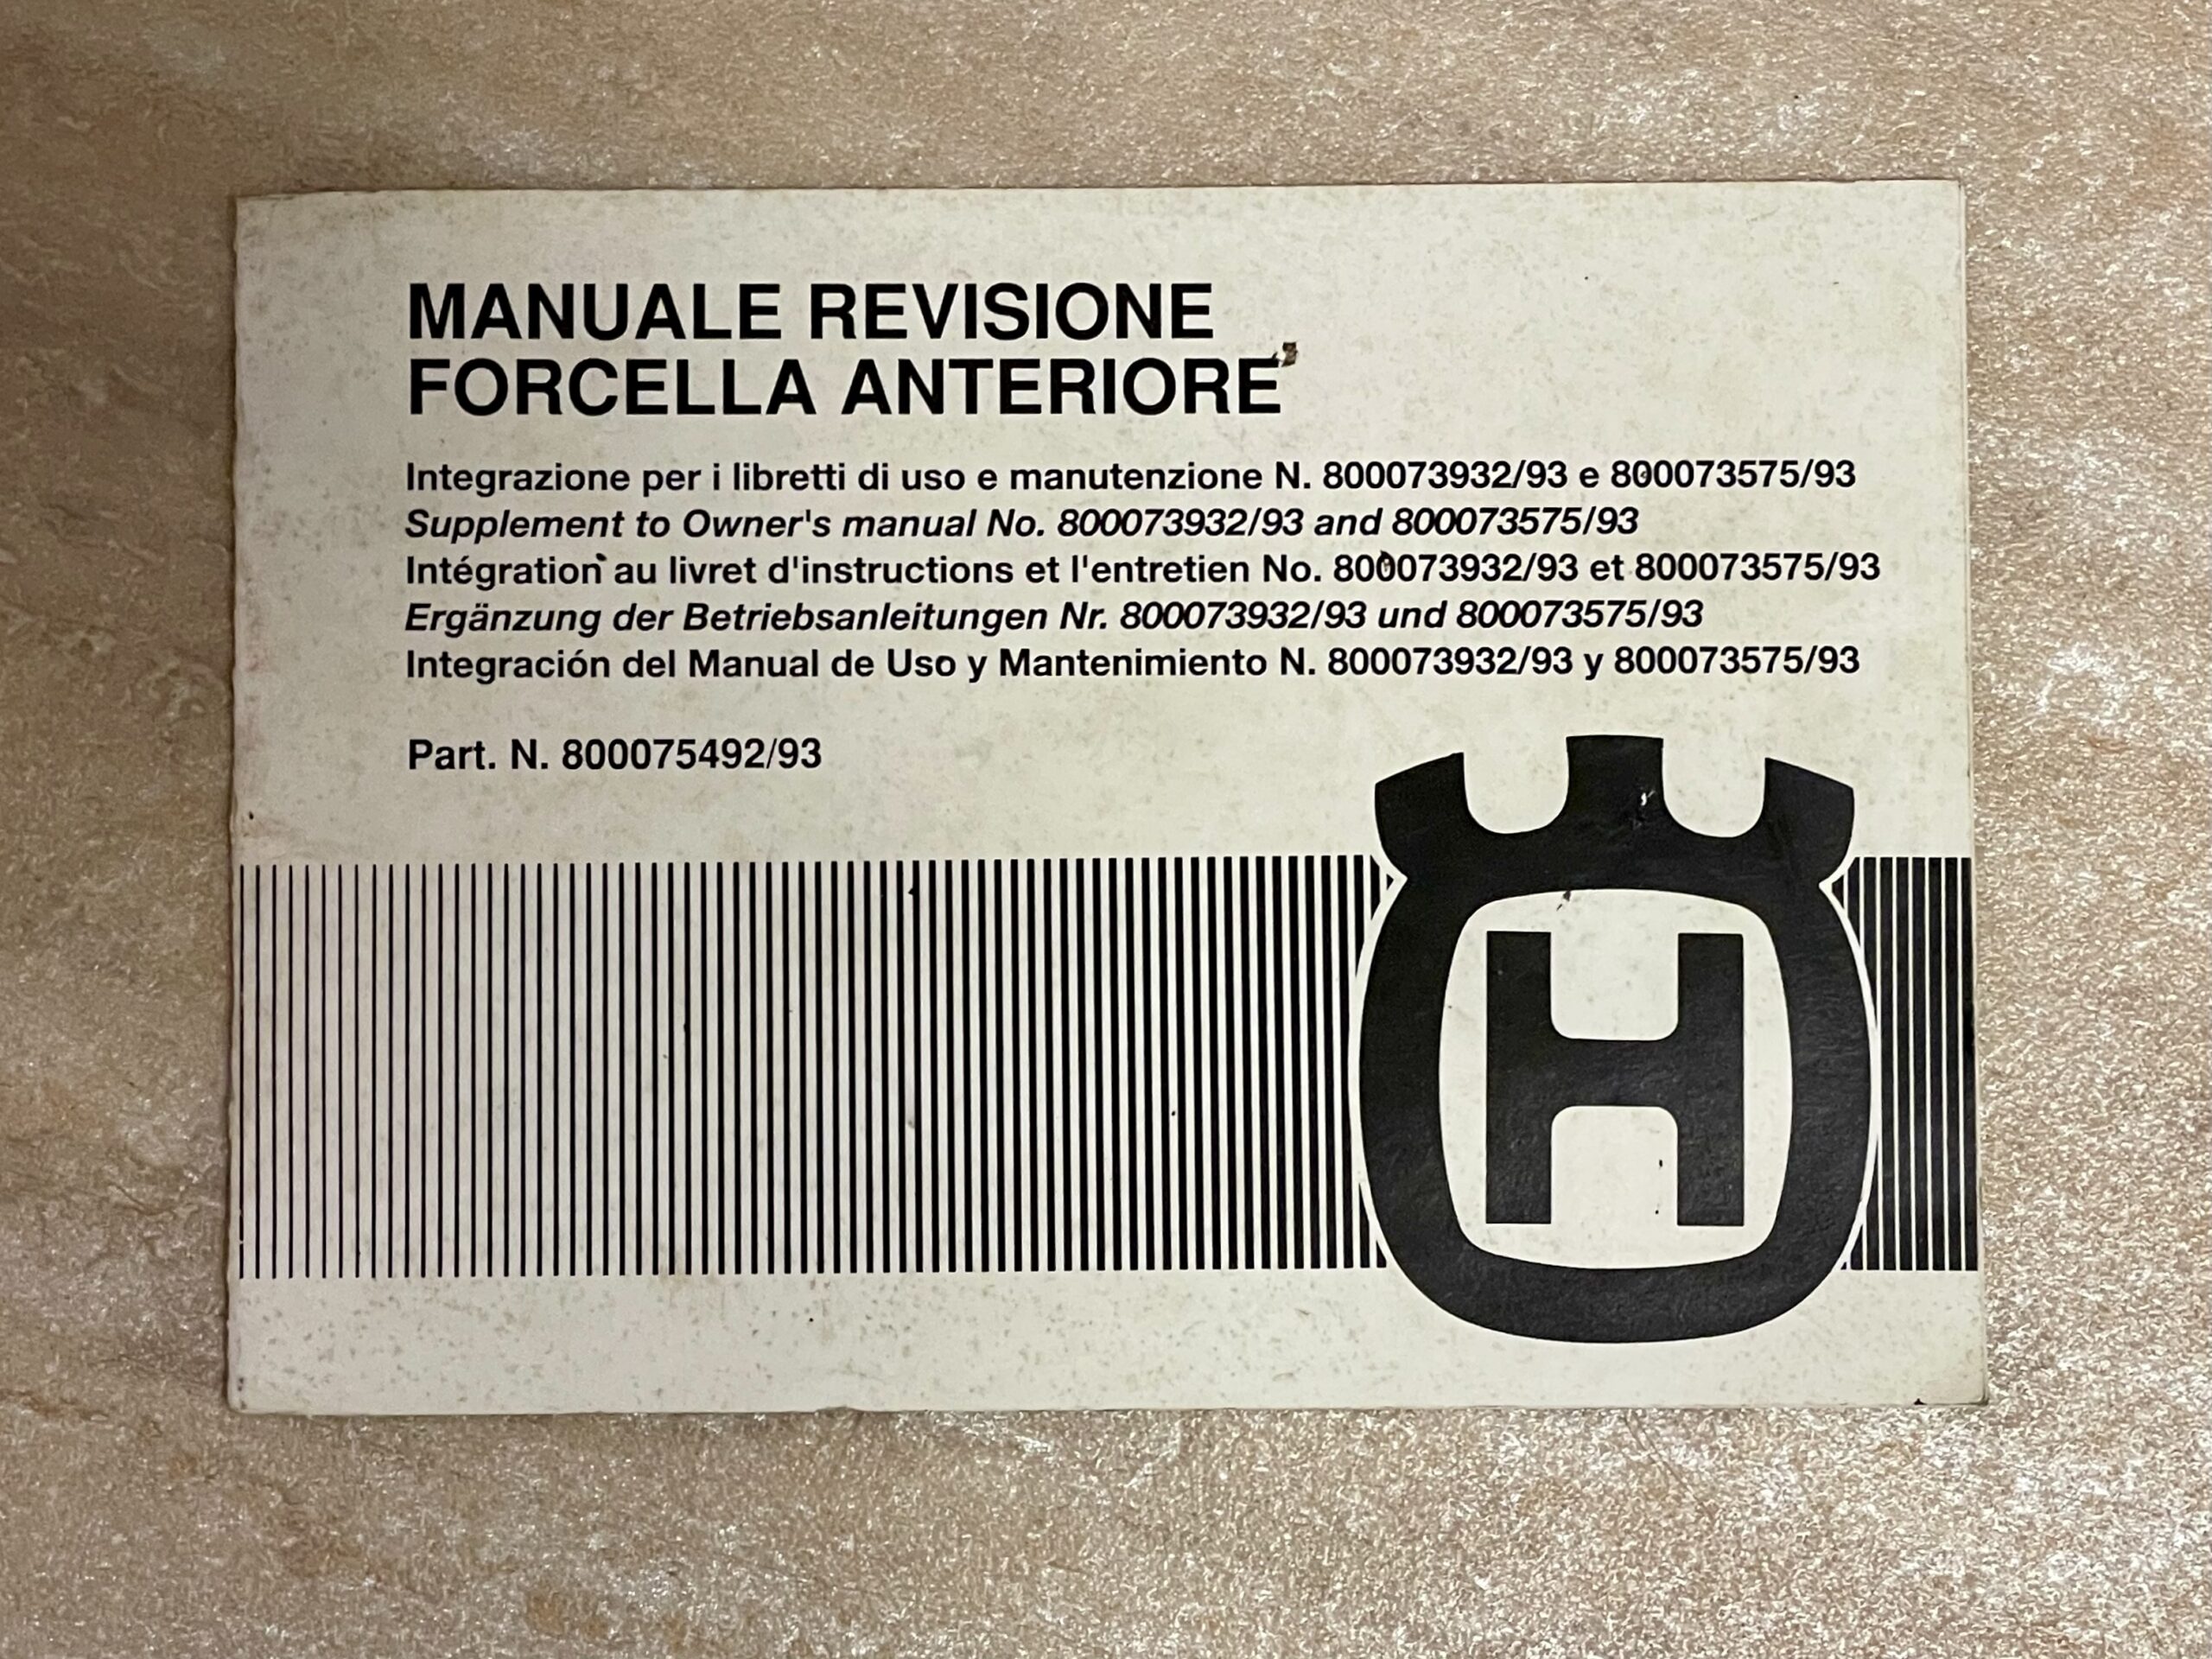 MANUALE REVISIONE
FORCELLA ANTERIORE
Integrazione per i libretti di uso e manutenzione N. 800073932/93 e 800073575/93
Supplement to Owner's manual No. 800073932/93 and 800073575/93
Intégration au livret d'instructions et l'entretien No. 800073932/93 et 800073575/93
Ergänzung der Betriebsanleitungen Nr. 800073932/93 und 800073575/93
Integración del Manual de Uso y Mantenimiento N. 800073932/93 y 800073575/93
Part. N. 800075492/93
H